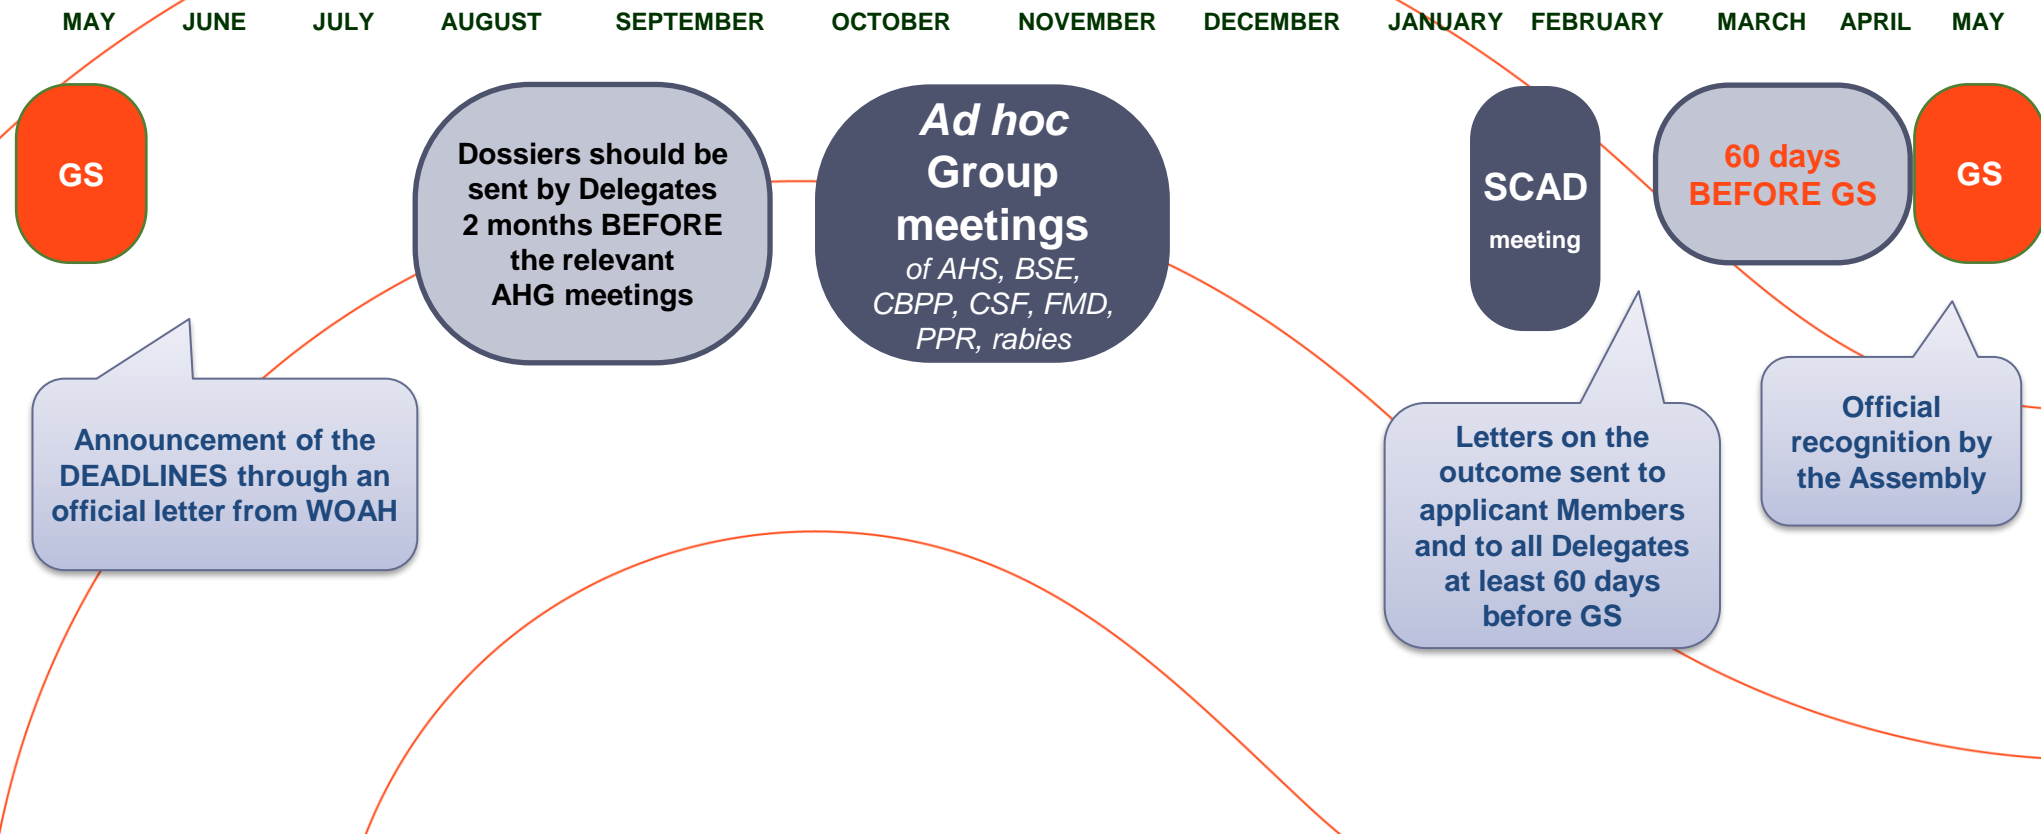 MAY JUNE JULY AUGUST SEPTEMBER OCTOBER NOVEMBER DECEMBER JANUARY FEBRUARY MARCH APRIL MAY
GS
Dossiers should be
sent by Delegates
2 months BEFORE
the relevant
AHG meetings
Ad hoc
Group
meetings
of AHS, BSE,
CBPP, CSF, FMD,
PPR, rabies
SCAD
meeting
60 days
BEFORE GS
GS
Announcement of the
DEADLINES through an
official letter from WOAH
Letters on the
outcome sent to
applicant Members
and to all Delegates
at least 60 days
before GS
Official
recognition by
the Assembly